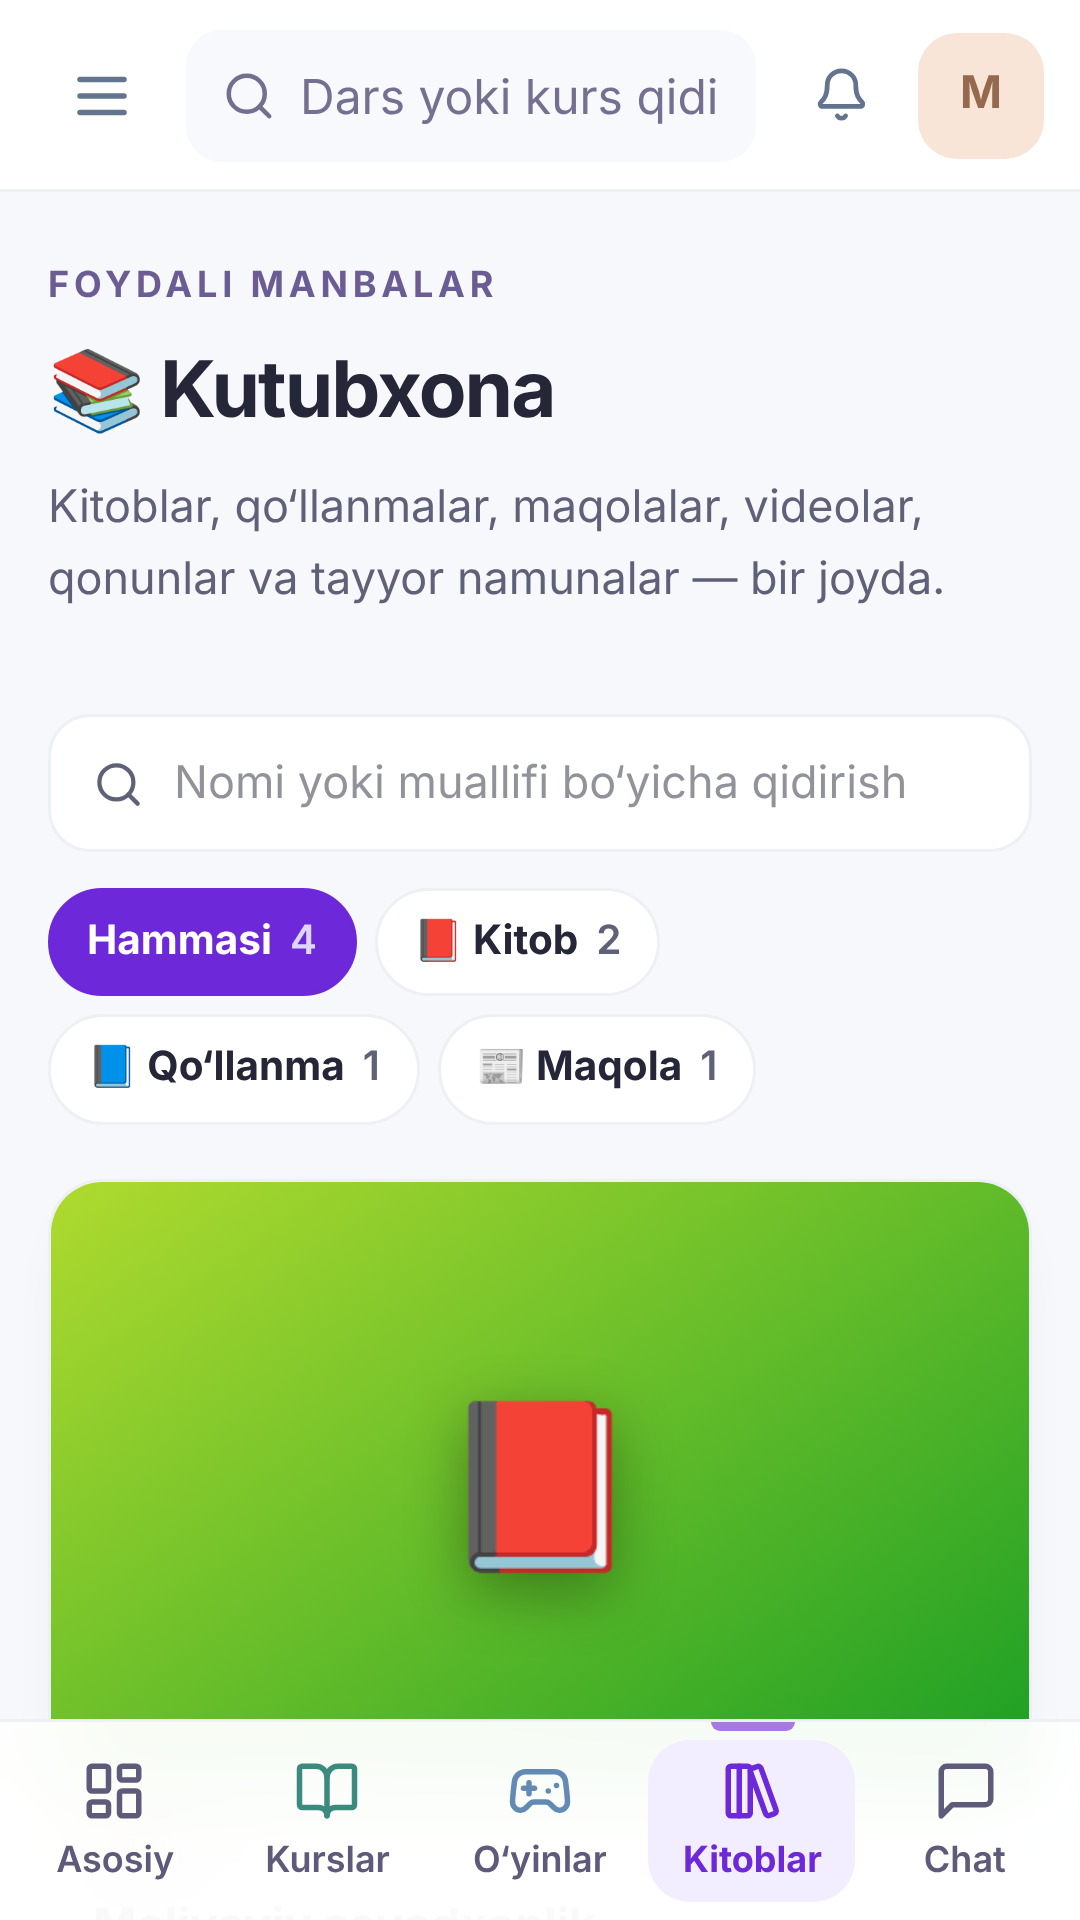 Dars yoki kurs qidi
M
FOYDALI MANBALAR
Kutubxona
Kitoblar, qo‘llanmalar, maqolalar, videolar,
qonunlar va tayyor namunalar — bir joyda.
Nomi yoki muallifi bo‘yicha qidirish
Hammasi 4
Kitob 2
Qo‘llanma 1
Maqola 1
Asosiy
Kurslar
O‘yinlar
Kitoblar
Chat